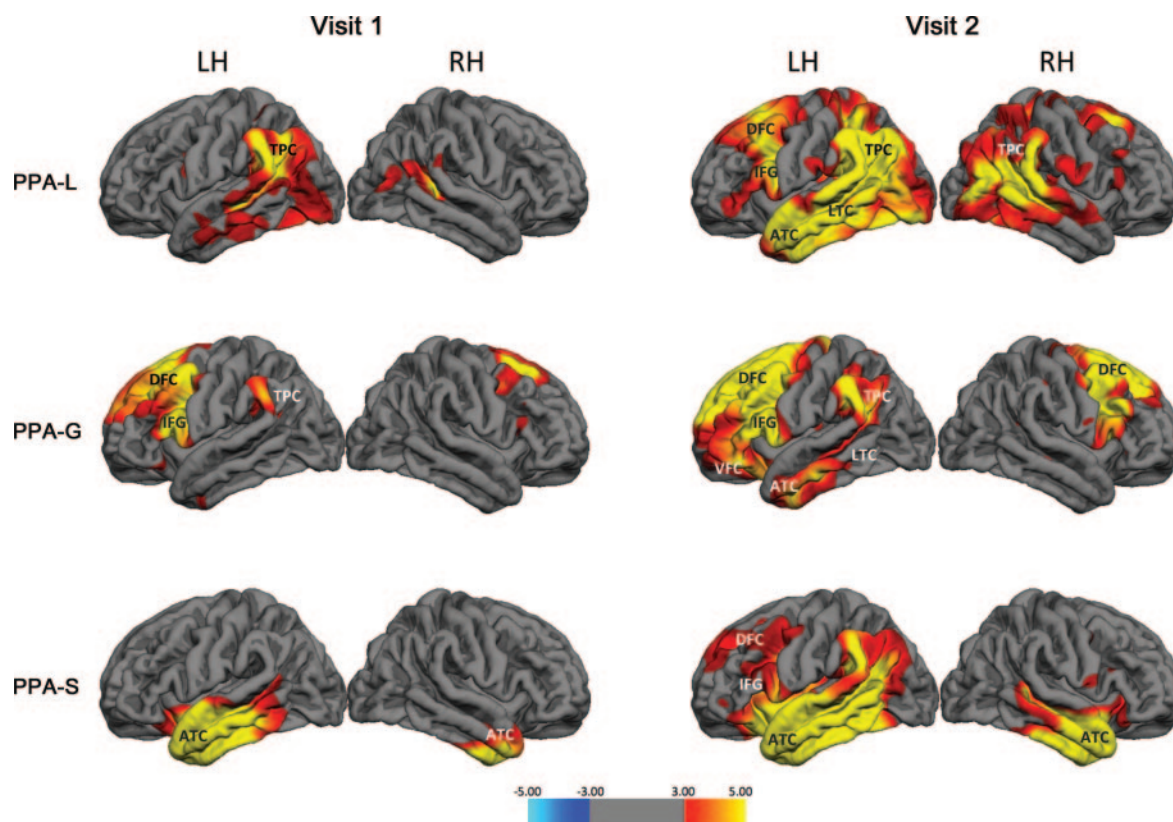 Visit 1 Visit 2
LH RH LH RH
PPA-L
TPC
DFC
IFG
TPC
LTC
ATC
TPC
PPA-G
DFC
IFG
TPC
DFC
IFG
TPC
VFC
LTC
ATC
DFC
PPA-S
ATC
ATC
DFC
IFG
ATC
ATC
-5.00 -3.00 3.00 5.00